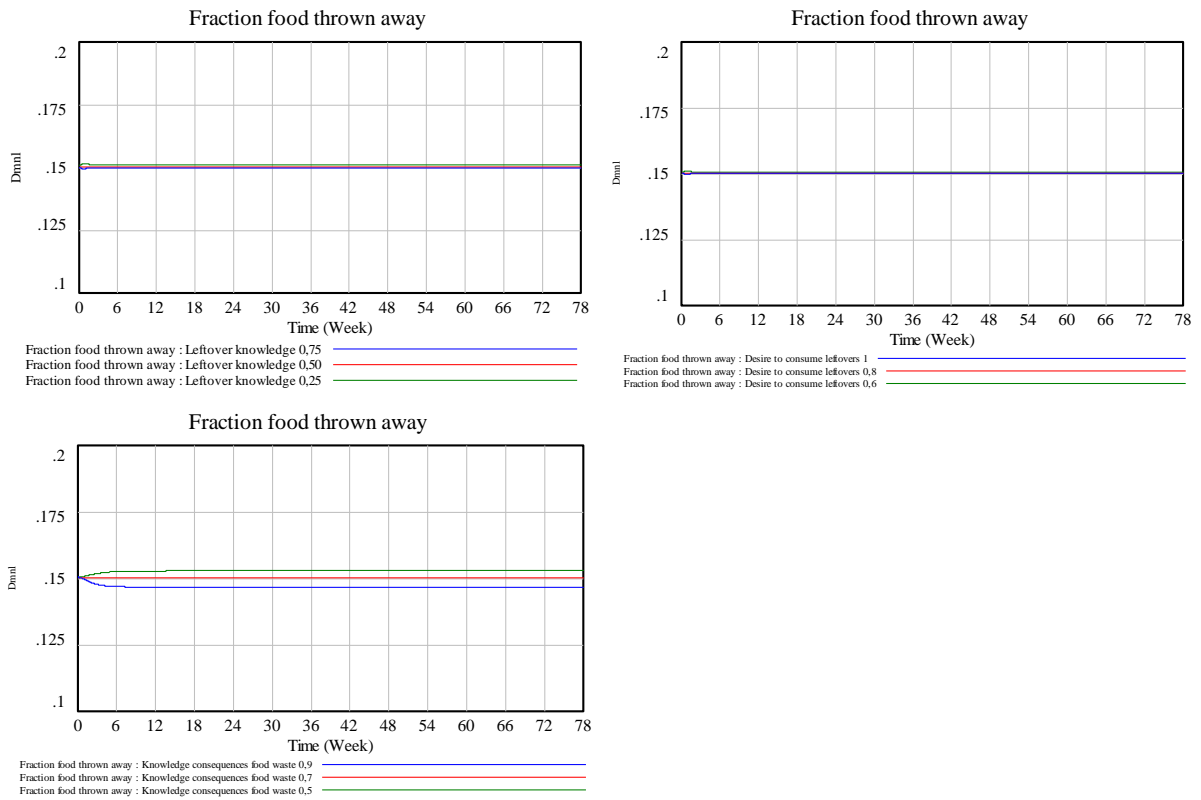 Fraction food thrown away
.2
.175
.15
.125
.1
Dmnl
0 6 12 18 24 30 36 42 48 54 60 66 72 78
Time (Week)
Fraction food thrown away : Leftover knowledge 0,75
Fraction food thrown away : Leftover knowledge 0,50
Fraction food thrown away : Leftover knowledge 0,25
Fraction food thrown away
.2
.175
.15
.125
.1
Dmnl
0 6 12 18 24 30 36 42 48 54 60 66 72 78
Time (Week)
Fraction food thrown away : Desire to consume leftovers 1
Fraction food thrown away : Desire to consume leftovers 0,8
Fraction food thrown away : Desire to consume leftovers 0,6
Fraction food thrown away
.2
.175
.15
.125
.1
Dmnl
0 6 12 18 24 30 36 42 48 54 60 66 72 78
Time (Week)
Fraction food thrown away : Knowledge consequences food waste 0,9
Fraction food thrown away : Knowledge consequences food waste 0,7
Fraction food thrown away : Knowledge consequences food waste 0,5